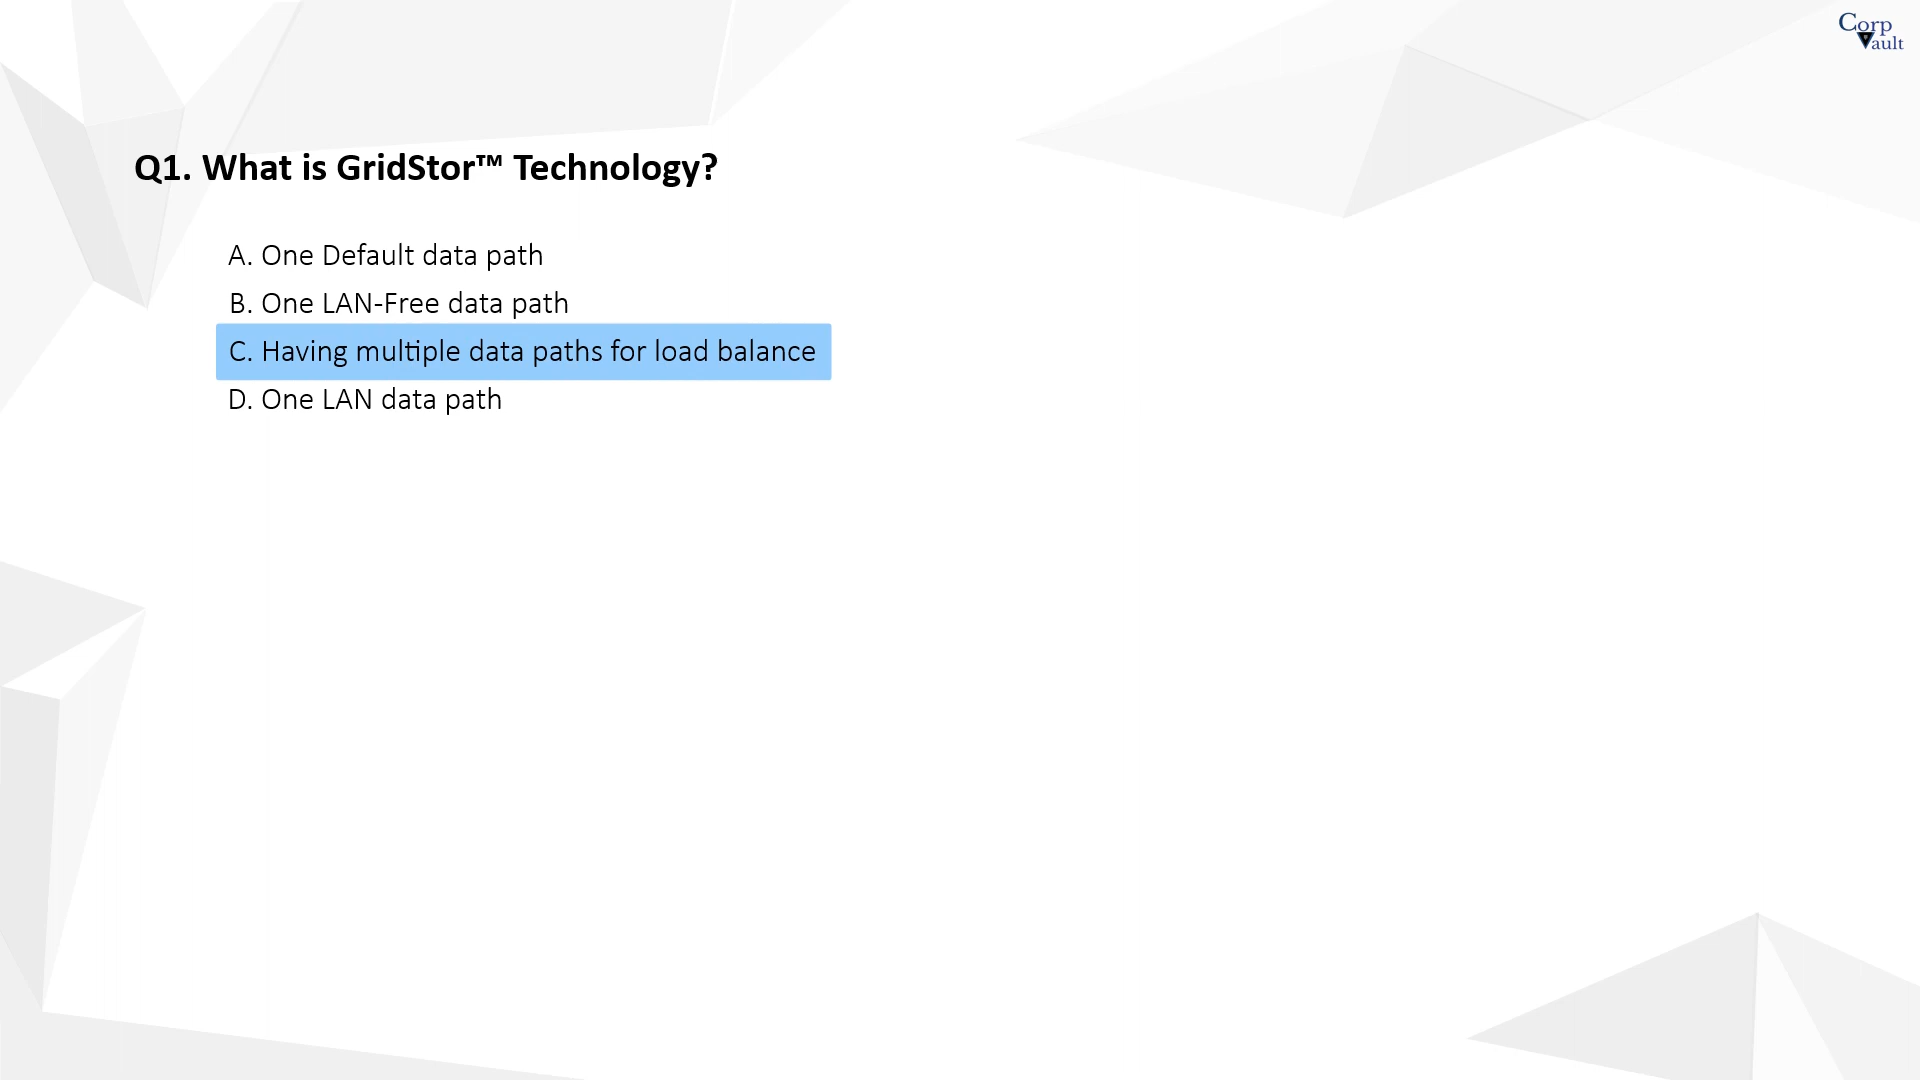 Corp
Vault
Q1. What is GridStor™ Technology?
A. One Default data path
B. One LAN-Free data path
C. Having multiple data paths for load balance
D. One LAN data path